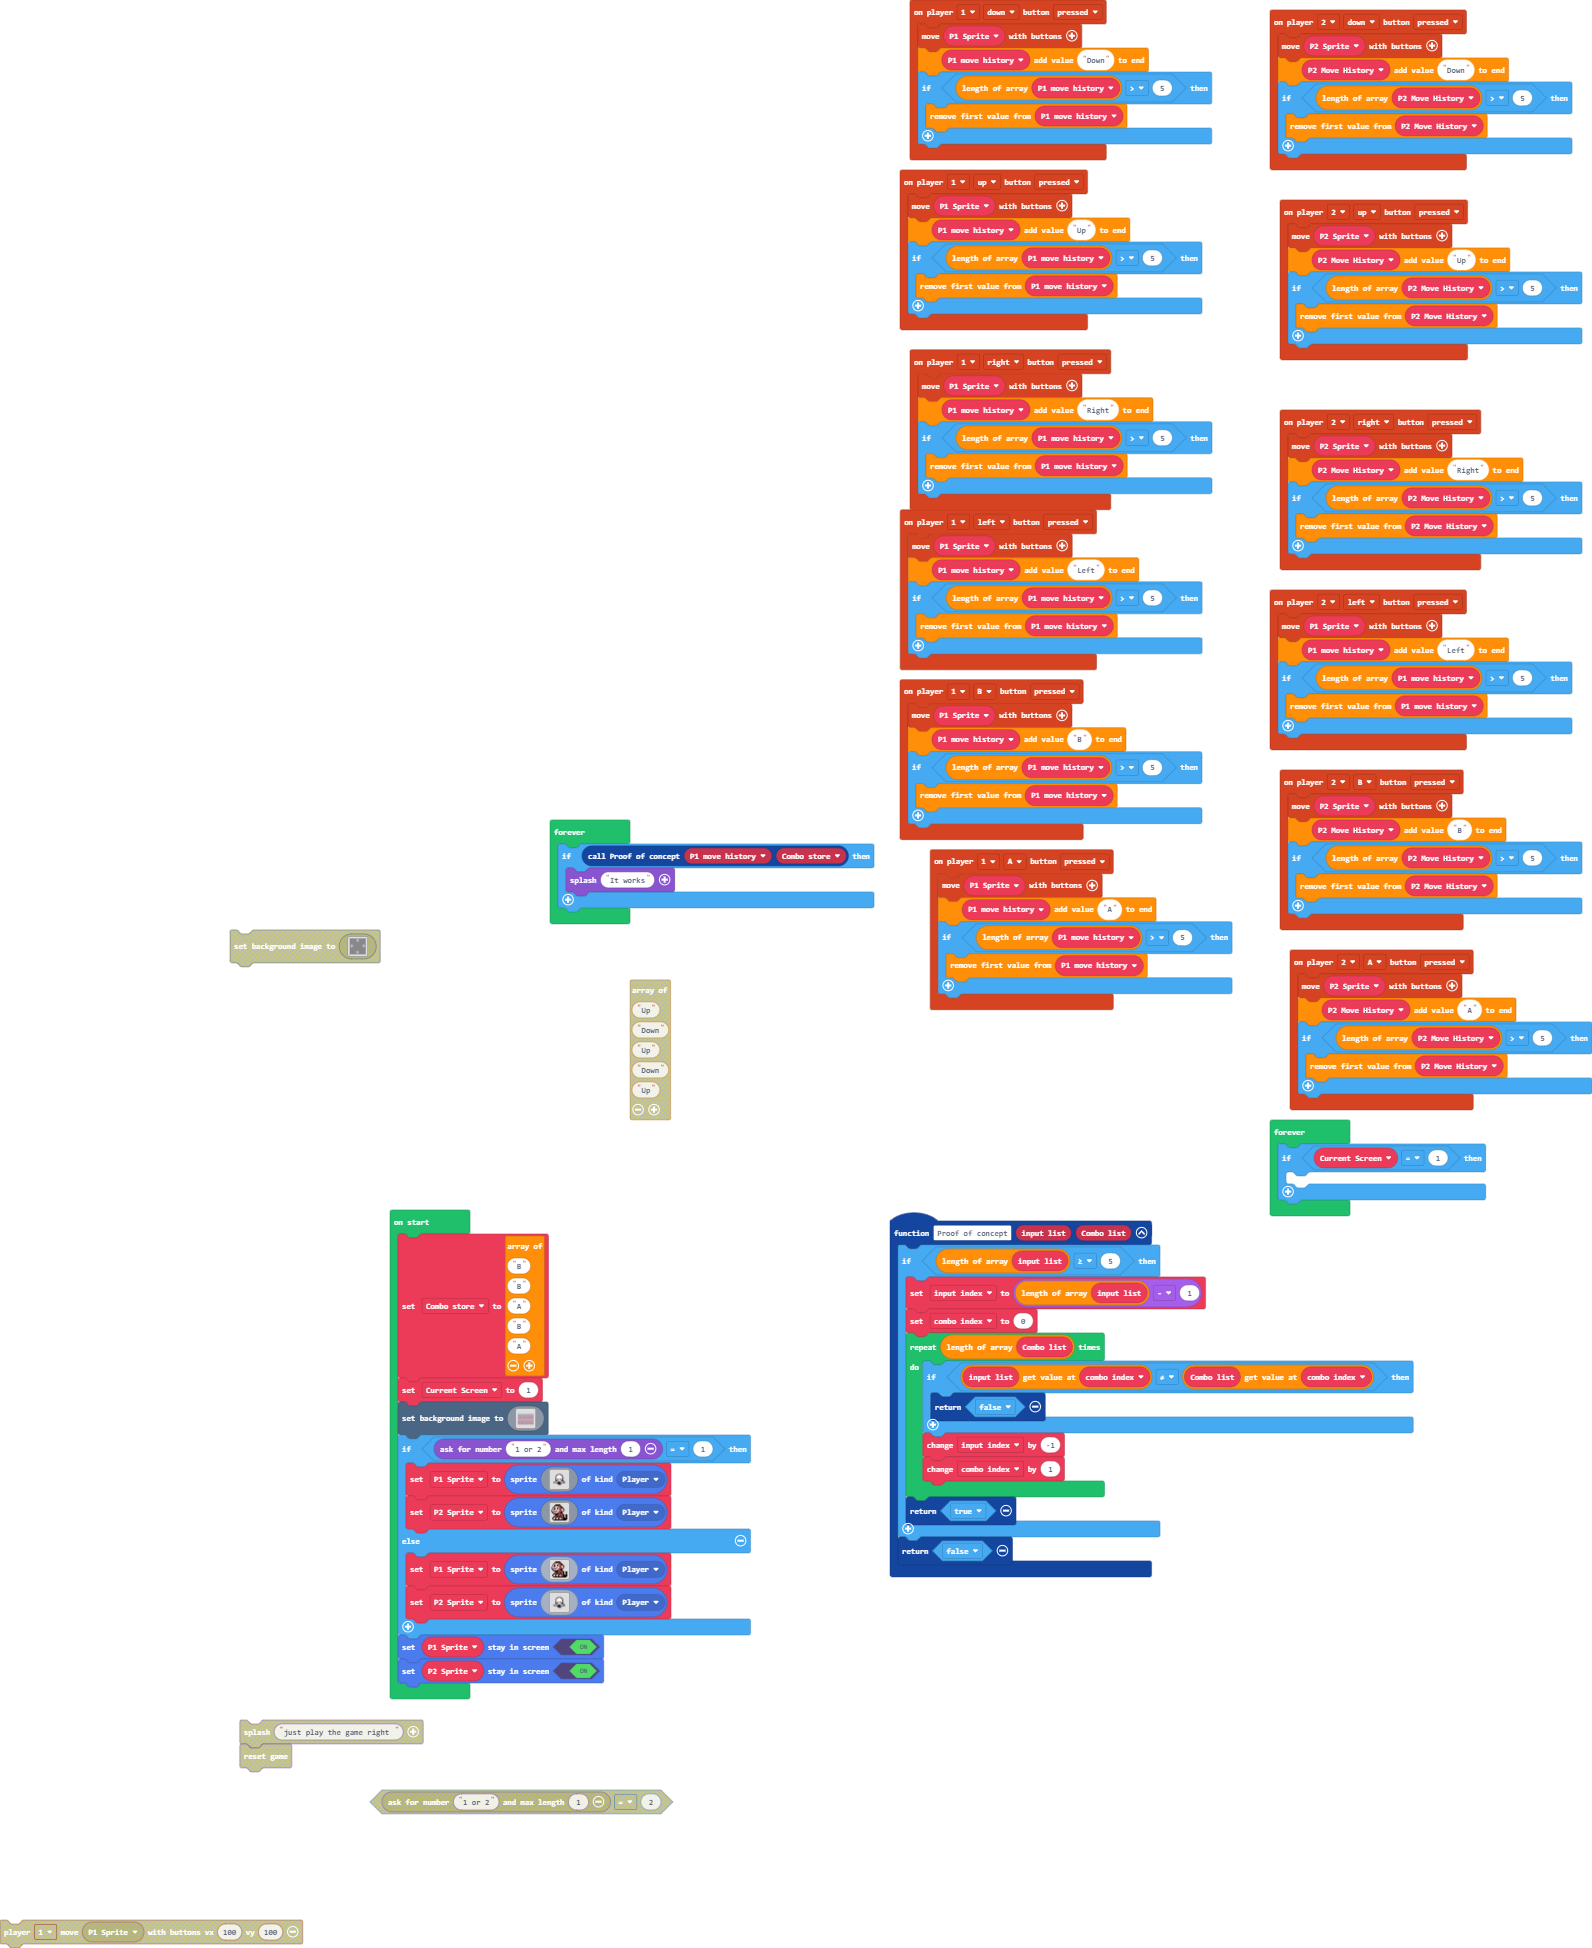 on player 1 down button pressed
move P1 Sprite with buttons
P1 move history add value "Down" to end
if length of array P1 move history > 5 then
remove first value from P1 move history
on player 1 up button pressed
move P1 Sprite with buttons
P1 move history add value "Up" to end
if length of array P1 move history > 5 then
remove first value from P1 move history
on player 1 right button pressed
move P1 Sprite with buttons
P1 move history add value "Right" to end
if length of array P1 move history > 5 then
remove first value from P1 move history
on player 1 left button pressed
move P1 Sprite with buttons
P1 move history add value "Left" to end
if length of array P1 move history > 5 then
remove first value from P1 move history
on player 1 B button pressed
move P1 Sprite with buttons
P1 move history add value "B" to end
if length of array P1 move history > 5 then
remove first value from P1 move history
on player 1 A button pressed
move P1 Sprite with buttons
P1 move history add value "A" to end
if length of array P1 move history > 5 then
remove first value from P1 move history
on player 2 down button pressed
move P2 Sprite with buttons
P2 Move History add value "Down" to end
if length of array P2 Move History > 5 then
remove first value from P2 Move History
on player 2 up button pressed
move P2 Sprite with buttons
P2 Move History add value "Up" to end
if length of array P2 Move History > 5 then
remove first value from P2 Move History
on player 2 right button pressed
move P2 Sprite with buttons
P2 Move History add value "Right" to end
if length of array P2 Move History > 5 then
remove first value from P2 Move History
on player 2 left button pressed
move P1 Sprite with buttons
P1 move history add value "Left" to end
if length of array P1 move history > 5 then
remove first value from P1 move history
on player 2 B button pressed
move P2 Sprite with buttons
P2 Move History add value "B" to end
if length of array P2 Move History > 5 then
remove first value from P2 Move History
on player 2 A button pressed
move P2 Sprite with buttons
P2 Move History add value "A" to end
if length of array P2 Move History > 5 then
remove first value from P2 Move History
forever
if Current Screen = 1 then
forever
if call Proof of concept P1 move history Combo store then
splash "It works"
set background image to
array of
"Up"
"Down"
"Up"
"Down"
"Up"
on start
array of
"B"
"B"
set Combo store to "A"
"B"
"A"
set Current Screen to 1
set background image to
if ask for number "1 or 2" and max length 1 = 1 then
set P1 Sprite to sprite of kind Player
set P2 Sprite to sprite of kind Player
else
set P1 Sprite to sprite of kind Player
set P2 Sprite to sprite of kind Player
set P1 Sprite stay in screen ON
set P2 Sprite stay in screen ON
function Proof of concept input list Combo list
if length of array input list ≥ 5 then
set input index to length of array input list - 1
set combo index to 0
repeat length of array Combo list times
do
if input list get value at combo index ≠ Combo list get value at combo index then
return false
change input index by -1
change combo index by 1
return true
return false
splash "just play the game right "
reset game
ask for number "1 or 2" and max length 1 = 2
player 1 move P1 Sprite with buttons vx 100 vy 100